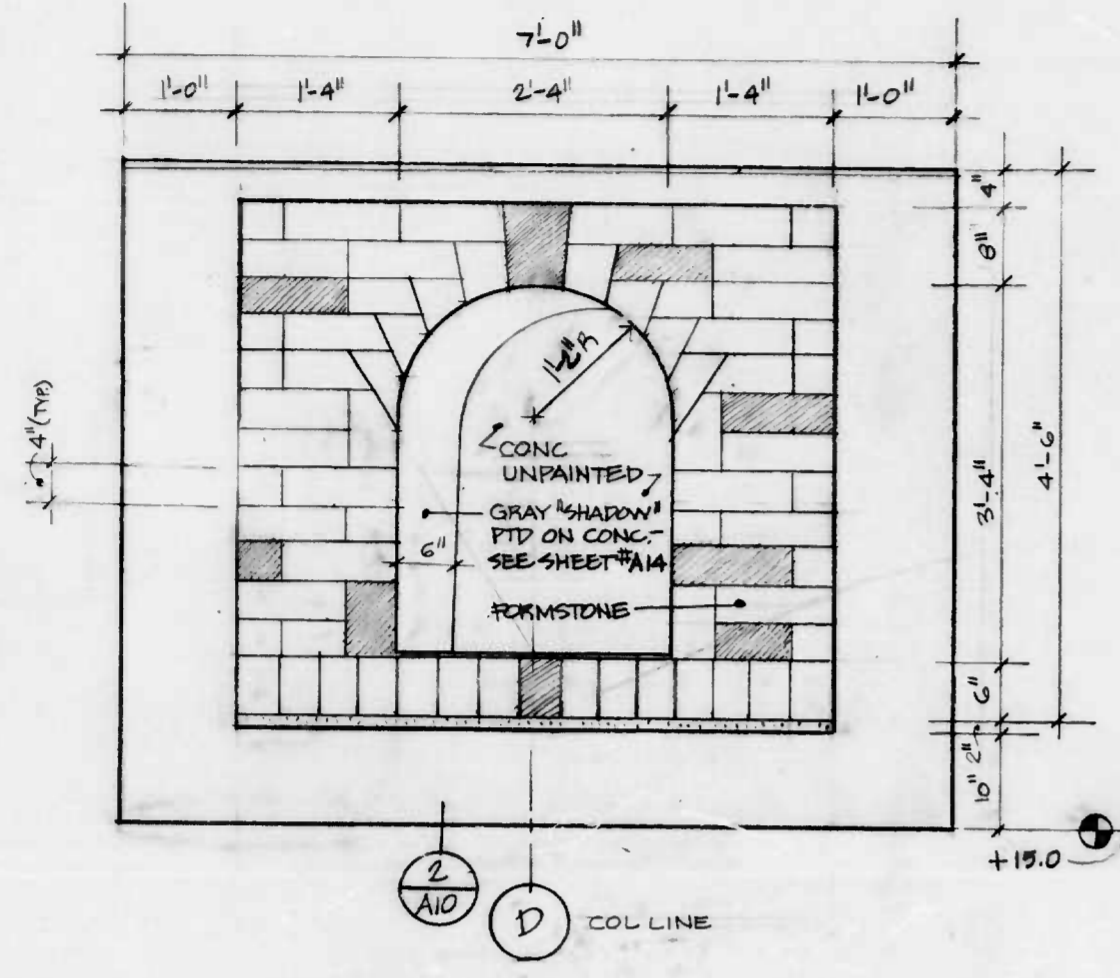 7'-0"
1'-0" 1'-4" 2'-4" 1'-4" 1'-0"
4"
8"
1'-2" R
4" (TYP.)
3'-4"
4'-6"
CONC
UNPAINTED
GRAY "SHADOW"
PTD ON CONC.-
SEE SHEET #A14
6"
FORMSTONE
6"
2"
10"
+15.0
2
A10
D
COL LINE